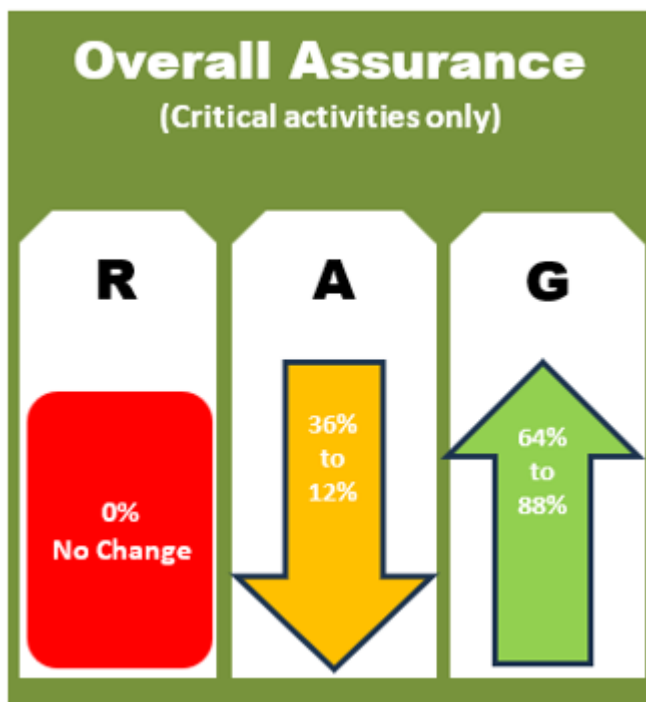 Overall Assurance
(Critical activities only)
R
0%
No Change
A
36%
to
12%
G
64%
to
88%